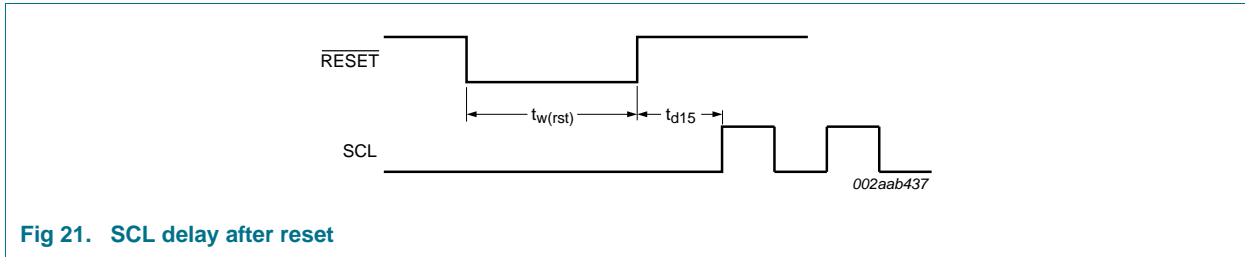 RESET
tw(rst)
td15
SCL
002aab437
Fig 21. SCL delay after reset